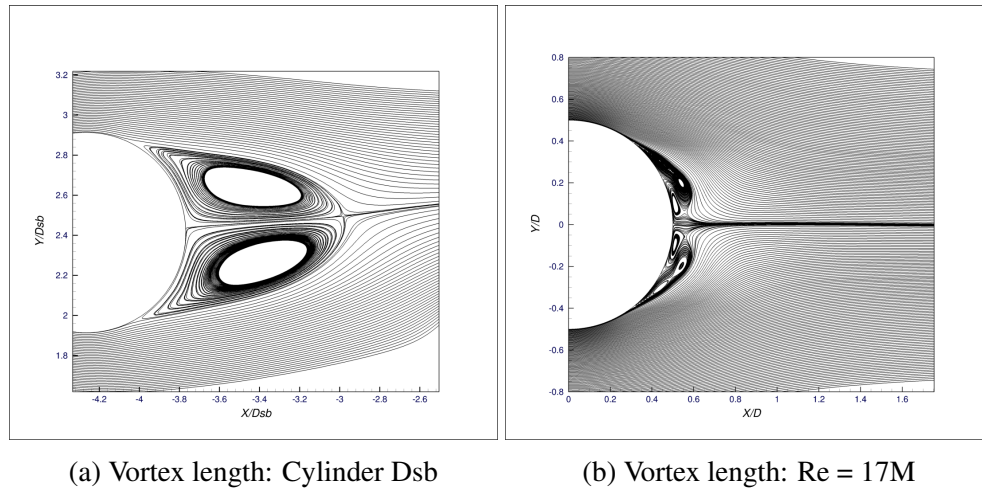 3.2
3
2.8
2.6
2.4
2.2
2
1.8
Y/Dsb
-4.2 -4 -3.8 -3.6 -3.4 -3.2 -3 -2.8 -2.6
X/Dsb
(a) Vortex length: Cylinder Dsb
0.8
0.6
0.4
0.2
0
-0.2
-0.4
-0.6
-0.8
Y/D
0 0.2 0.4 0.6 0.8 1 1.2 1.4 1.6
X/D
(b) Vortex length: Re = 17M